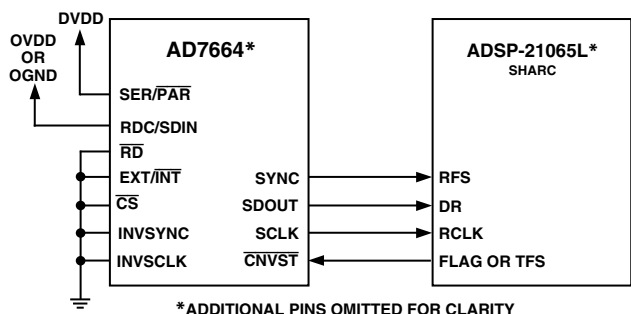 DVDD
OVDD
OR
OGND
AD7664*
SER/PAR
RDC/SDIN
RD
EXT/INT
CS
INVSYNC
INVSCLK
SYNC
SDOUT
SCLK
CNVST
ADSP-21065L*
SHARC
RFS
DR
RCLK
FLAG OR TFS
*ADDITIONAL PINS OMITTED FOR CLARITY